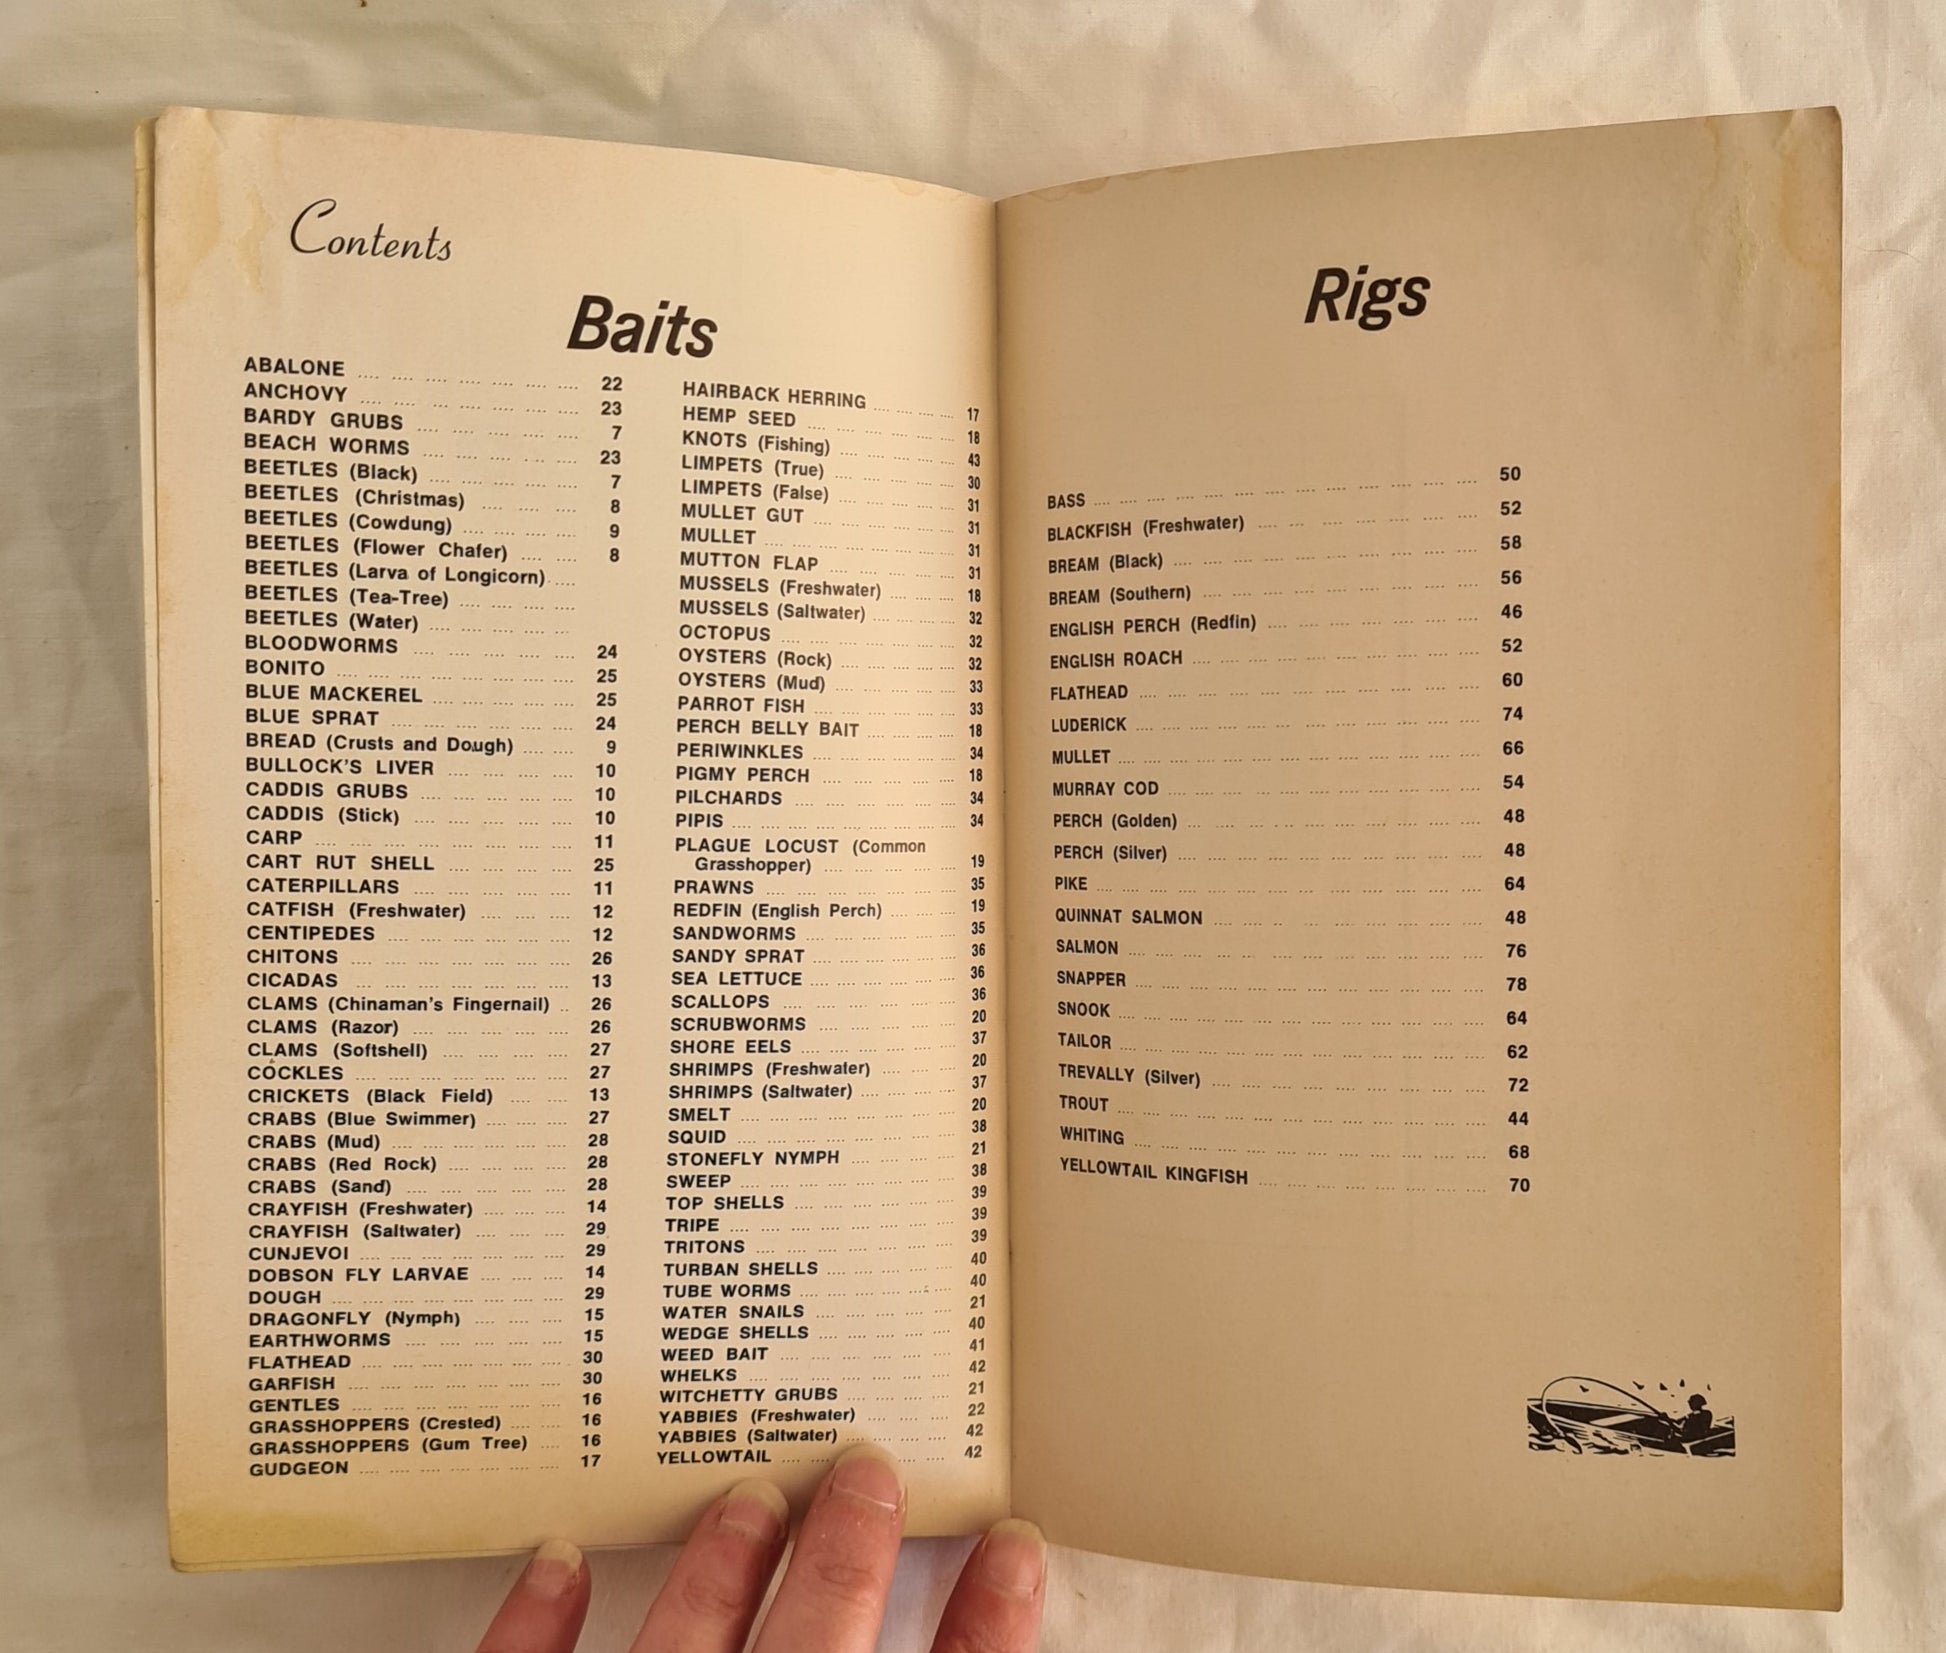 Contents
Baits
ABALONE .... .... .... .... .... .... .... 22
ANCHOVY .... .... .... .... .... .... .... 23
BARDY GRUBS .... .... .... .... .... 7
BEACH WORMS .... .... .... .... .... 23
BEETLES (Black) .... .... .... .... .... 7
BEETLES (Christmas) .... .... .... 8
BEETLES (Cowdung) .... .... .... .... 9
BEETLES (Flower Chafer) .... .... 8
BEETLES (Larva of Longicorn) .... ....
BEETLES (Tea-Tree) .... .... .... ....
BEETLES (Water) .... .... .... .... ....
BLOODWORMS .... .... .... .... .... 24
BONITO .... .... .... .... .... .... .... 25
BLUE MACKEREL .... .... .... .... 25
BLUE SPRAT .... .... .... .... .... .... 24
BREAD (Crusts and Dough) .... .... 9
BULLOCK'S LIVER .... .... .... .... 10
CADDIS GRUBS .... .... .... .... .... 10
CADDIS (Stick) .... .... .... .... .... 10
CARP .... .... .... .... .... .... .... .... 11
CART RUT SHELL .... .... .... .... 25
CATERPILLARS .... .... .... .... .... 11
CATFISH (Freshwater) .... .... .... 12
CENTIPEDES .... .... .... .... .... .... 12
CHITONS .... .... .... .... .... .... .... 26
CICADAS .... .... .... .... .... .... .... 13
CLAMS (Chinaman's Fingernail) .. 26
CLAMS (Razor) .... .... .... .... .... 26
CLAMS (Softshell) .... .... .... .... 27
COCKLES .... .... .... .... .... .... .... 27
CRICKETS (Black Field) .... .... 13
CRABS (Blue Swimmer) .... .... .... 27
CRABS (Mud) .... .... .... .... .... .... 28
CRABS (Red Rock) .... .... .... .... 28
CRABS (Sand) .... .... .... .... .... 28
CRAYFISH (Freshwater) .... .... .... 14
CRAYFISH (Saltwater) .... .... .... 29
CUNJEVOI .... .... .... .... .... .... .... 29
DOBSON FLY LARVAE .... .... .... 14
DOUGH .... .... .... .... .... .... .... 29
DRAGONFLY (Nymph) .... .... .... 15
EARTHWORMS .... .... .... .... .... 15
FLATHEAD .... .... .... .... .... .... .... 30
GARFISH .... .... .... .... .... .... .... 30
GENTLES .... .... .... .... .... .... .... 16
GRASSHOPPERS (Crested) .... .... 16
GRASSHOPPERS (Gum Tree) .... 16
GUDGEON .... .... .... .... .... .... .... 17
HAIRBACK HERRING .... .... .... .... 17
HEMP SEED .... .... .... .... .... .... 18
KNOTS (Fishing) .... .... .... .... .... 43
LIMPETS (True) .... .... .... .... .... 30
LIMPETS (False) .... .... .... .... .... 31
MULLET GUT .... .... .... .... .... .... 31
MULLET .... .... .... .... .... .... .... 31
MUTTON FLAP .... .... .... .... .... 31
MUSSELS (Freshwater) .... .... .... 18
MUSSELS (Saltwater) .... .... .... .... 32
OCTOPUS .... .... .... .... .... .... .... 32
OYSTERS (Rock) .... .... .... .... .... 32
OYSTERS (Mud) .... .... .... .... .... 33
PARROT FISH .... .... .... .... .... .... 33
PERCH BELLY BAIT .... .... .... .... 18
PERIWINKLES .... .... .... .... .... .... 34
PIGMY PERCH .... .... .... .... .... 18
PILCHARDS .... .... .... .... .... .... 34
PIPIS .... .... .... .... .... .... .... .... 34
PLAGUE LOCUST (Common
Grasshopper) .... .... .... .... .... 19
PRAWNS .... .... .... .... .... .... .... 35
REDFIN (English Perch) .... .... .... 19
SANDWORMS .... .... .... .... .... .... 35
SANDY SPRAT .... .... .... .... .... .... 36
SEA LETTUCE .... .... .... .... .... .... 36
SCALLOPS .... .... .... .... .... .... 36
SCRUBWORMS .... .... .... .... .... 20
SHORE EELS .... .... .... .... .... .... 37
SHRIMPS (Freshwater) .... .... .... 20
SHRIMPS (Saltwater) .... .... .... .... 37
SMELT .... .... .... .... .... .... .... 20
SQUID .... .... .... .... .... .... .... .... 38
STONEFLY NYMPH .... .... .... .... 21
SWEEP .... .... .... .... .... .... .... .... 38
TOP SHELLS .... .... .... .... .... .... 39
TRIPE .... .... .... .... .... .... .... .... 39
TRITONS .... .... .... .... .... .... .... 39
TURBAN SHELLS .... .... .... .... .... 40
TUBE WORMS .... .... .... .... .... .... 40
WATER SNAILS .... .... .... .... .... 21
WEDGE SHELLS .... .... .... .... .... 40
WEED BAIT .... .... .... .... .... .... 41
WHELKS .... .... .... .... .... .... .... 42
WITCHETTY GRUBS .... .... .... .... 21
YABBIES (Freshwater) .... .... .... 22
YABBIES (Saltwater) .... .... .... .... 42
YELLOWTAIL .... .... .... .... .... .... 42
Rigs
BASS .... .... .... .... .... .... .... .... .... .... .... .... 50
BLACKFISH (Freshwater) .... .... .... .... .... .... .... 52
BREAM (Black) .... .... .... .... .... .... .... .... .... .... 58
BREAM (Southern) .... .... .... .... .... .... .... .... .... 56
ENGLISH PERCH (Redfin) .... .... .... .... .... .... .... 46
ENGLISH ROACH .... .... .... .... .... .... .... .... .... 52
FLATHEAD .... .... .... .... .... .... .... .... .... .... .... 60
LUDERICK .... .... .... .... .... .... .... .... .... .... .... 74
MULLET .... .... .... .... .... .... .... .... .... .... .... .... 66
MURRAY COD .... .... .... .... .... .... .... .... .... .... 54
PERCH (Golden) .... .... .... .... .... .... .... .... .... 48
PERCH (Silver) .... .... .... .... .... .... .... .... .... .... 48
PIKE .... .... .... .... .... .... .... .... .... .... .... .... 64
QUINNAT SALMON .... .... .... .... .... .... .... .... .... 48
SALMON .... .... .... .... .... .... .... .... .... .... .... 76
SNAPPER .... .... .... .... .... .... .... .... .... .... .... 78
SNOOK .... .... .... .... .... .... .... .... .... .... .... .... 64
TAILOR .... .... .... .... .... .... .... .... .... .... .... .... 62
TREVALLY (Silver) .... .... .... .... .... .... .... .... .... 72
TROUT .... .... .... .... .... .... .... .... .... .... .... .... 44
WHITING .... .... .... .... .... .... .... .... .... .... .... 68
YELLOWTAIL KINGFISH .... .... .... .... .... .... .... 70